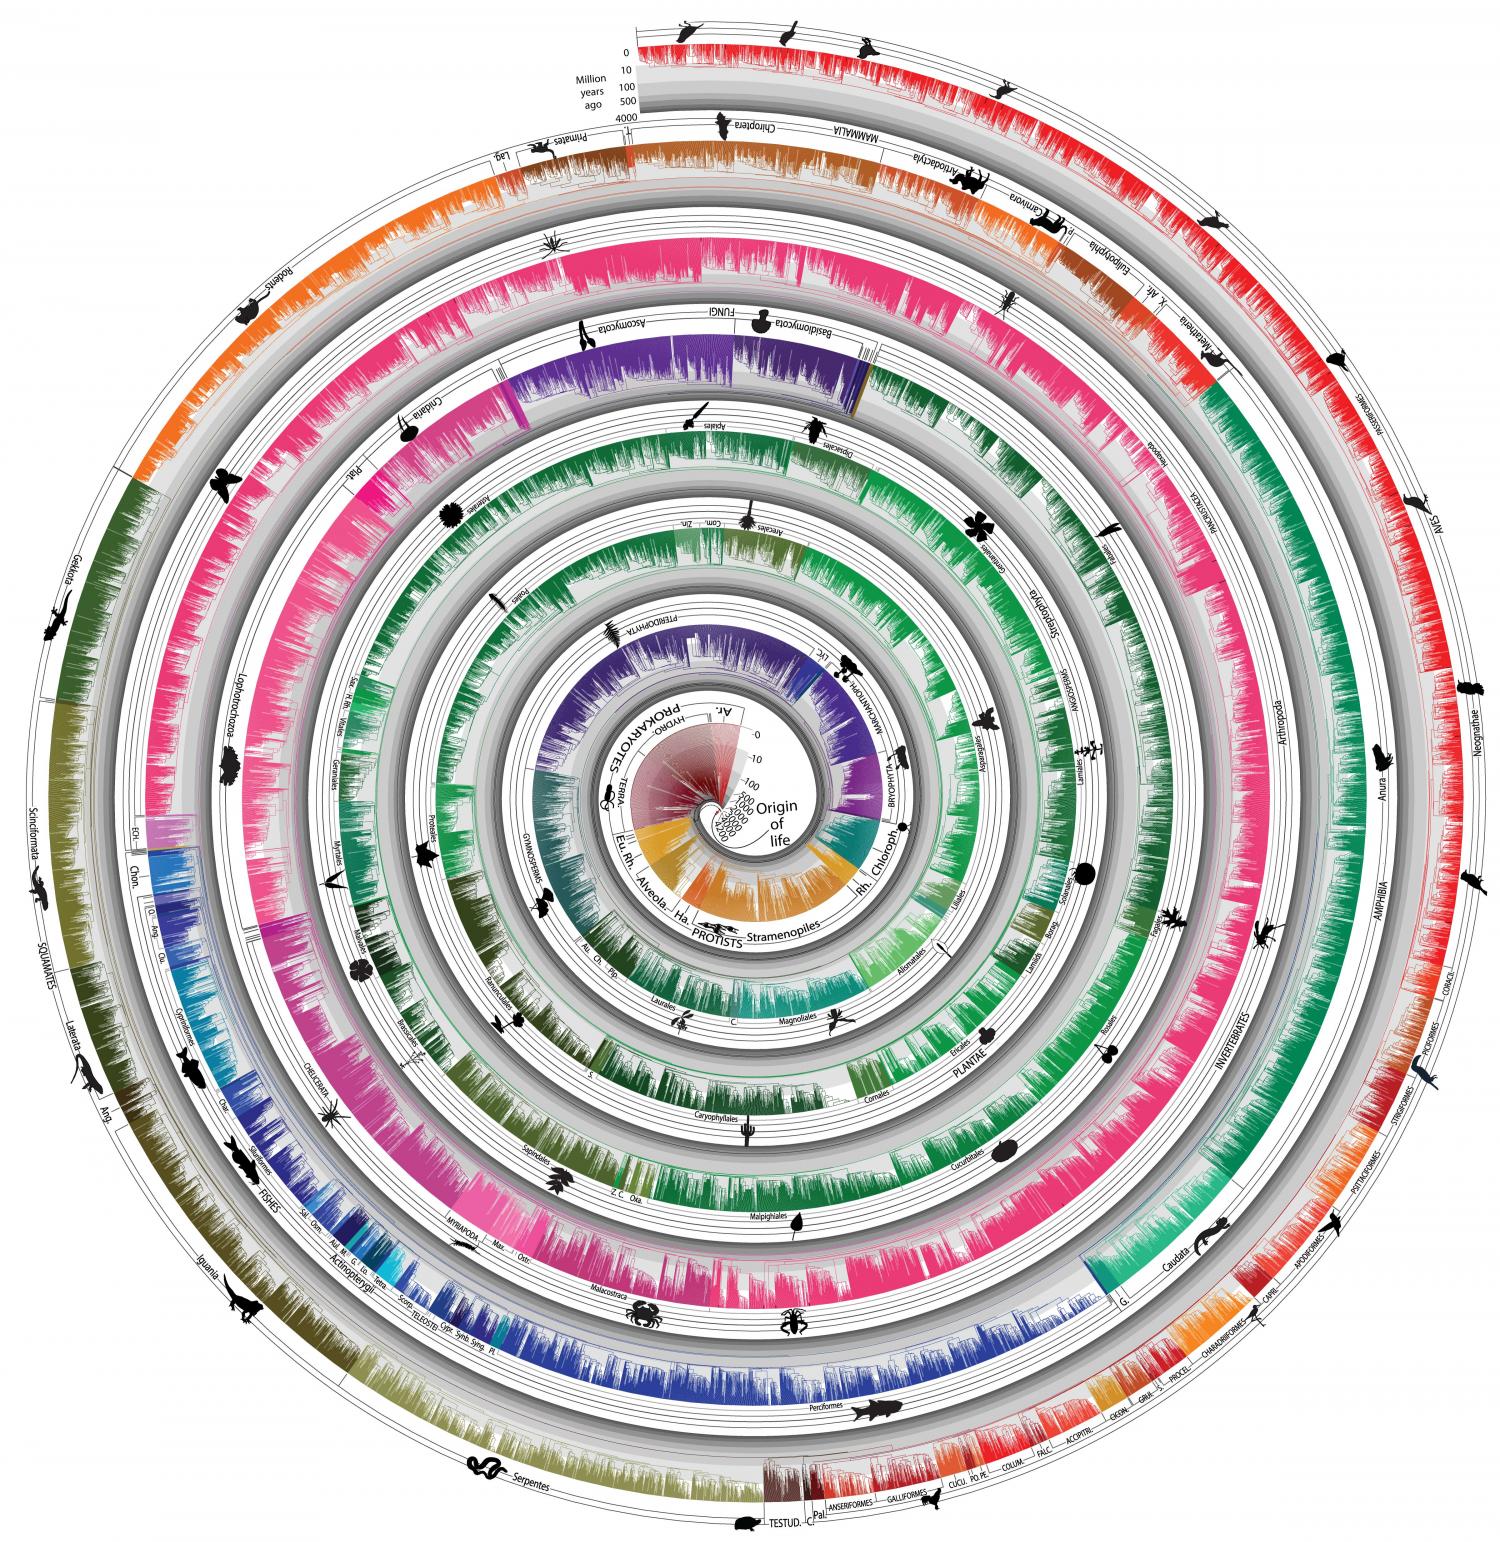 Million
years
ago
0
10
100
500
4000
Origin
of
life
0
10
100
500
1000
2000
3000
4000
4200
PROKARYOTES
Ar.
HYDRO.
TERRA.
Eu.
Rh.
Alveola.
Ha.
PROTISTS
Stramenopiles
Rh.
Chloroph.
BRYOPHYTA
MARCHANTIOPH.
LYC.
PTERIDOPHYTA
GYMNOSPERMS
Au.
Ch.
Pip.
Laurales
C.
Magnoliales
Alismatales
Liliales
Asparagales
Arecales
Com.
Zin.
Poales
Proteales
Ranunculales
S.
Caryophyllales
Cornales
PLANTAE
Ericales
Lamiids
Borag.
Solanales
Lamiales
ANGIOSPERMS
Streptophyta
Gentianales
Dipsacales
Apiales
Asterales
Sax.
Vitales
Geraniales
Myrtales
Malvales
Brassicales
Sapindales
Z.
C.
Oxa.
Malpighiales
Cucurbitales
Rosales
Fagales
Fabales
FUNGI
Basidiomycota
Ascomycota
Cnidaria
Plat.
Lophotrochozoa
CHELICERATA
MYRIAPODA
Max.
Ostr.
Malacostraca
INVERTEBRATES
Arthropoda
PANCRUSTACEA
Hexapoda
ECH.
Chon.
O.
Ang.
Clu.
Cypriniformes
Char.
Siluriformes
FISHES
Sal.
Osm.
Aul.
M.
G.
Lo.
Tetra.
Actinopterygii
Scorp.
TELEOSTEI
Cypr.
Synb.
Syng.
Pl.
Perciformes
G.
Caudata
AMPHIBIA
Anura
Metatheria
X.
Afr.
Eulipotyphla
P.
Carnivora
Artiodactyla
MAMMALIA
Chiroptera
T.
Primates
Lag.
Rodents
Gekkota
Scinciformata
SQUAMATES
Laterata
Ang.
Iguania
Serpentes
TESTUD.
C.
Pal.
ANSERIFORMES
GALLIFORMES
CUCU.
PO.
PE.
COLUM.
FALC.
ACCIPITRI.
CICON.
GRUI.
S.
PROCEL.
CHARADRIIFORMES
CAPRI.
APODIFORMES
PSITTACIFORMES
STRIGIFORMES
PICIFORMES
CORACII.
Neognathae
AVES
PASSERIFORMES